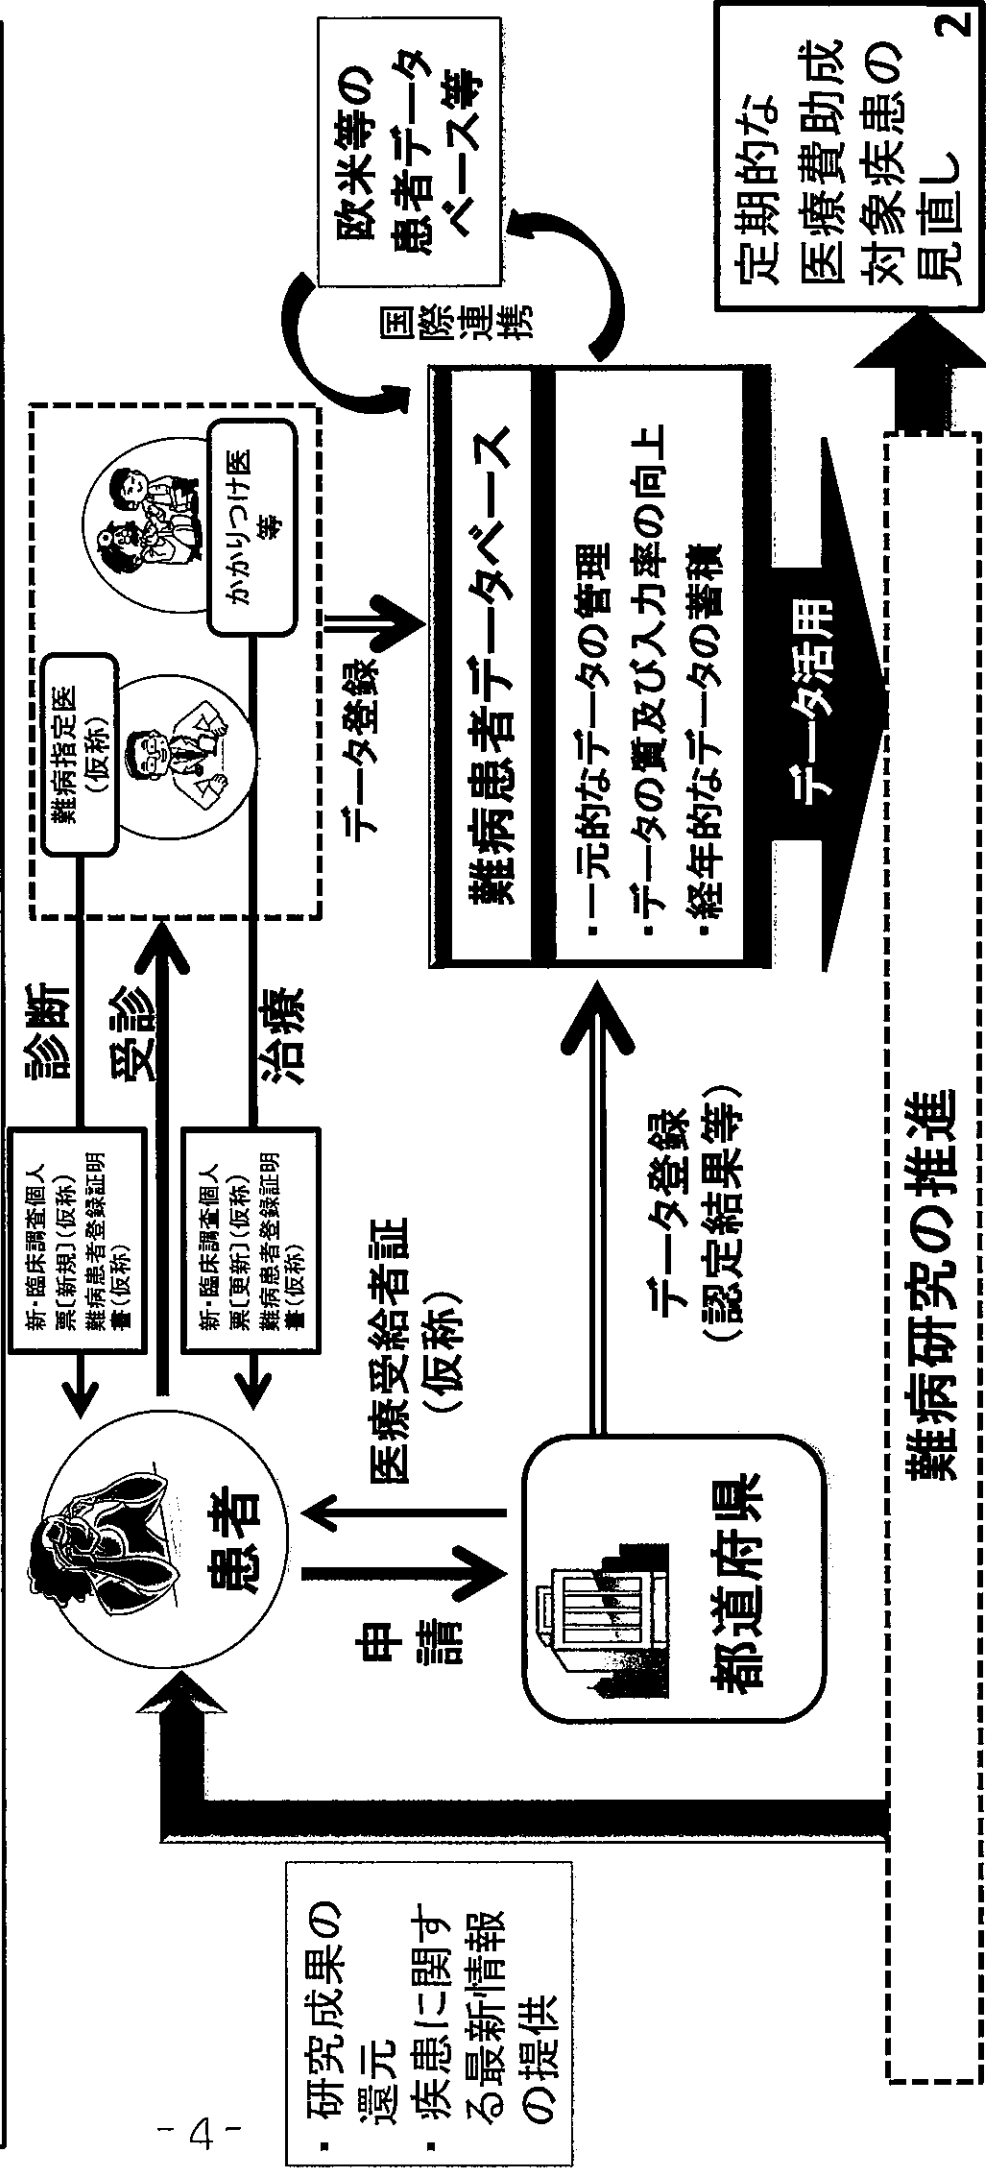 新・臨床調査個人
票[新規](仮称)
難病患者登録証明
書(仮称)
診断
難病指定医
(仮称)
受診
新・臨床調査個人
票[更新](仮称)
難病患者登録証明
書(仮称)
治療
かかりつけ医
等
患者
申
請
医療受給者証
(仮称)
データ登録
欧米等の
患者データ
ベース等
国
際
連
携
都道府県
データ登録
(認定結果等)
難病患者データベース
・一元的なデータの管理
・データの質及び入力率の向上
・経年的なデータの蓄積
データ活用
・研究成果の
還元
・疾患に関す
る最新情報
の提供
難病研究の推進
定期的な
医療費助成
対象疾患の
見直し
2
-4-